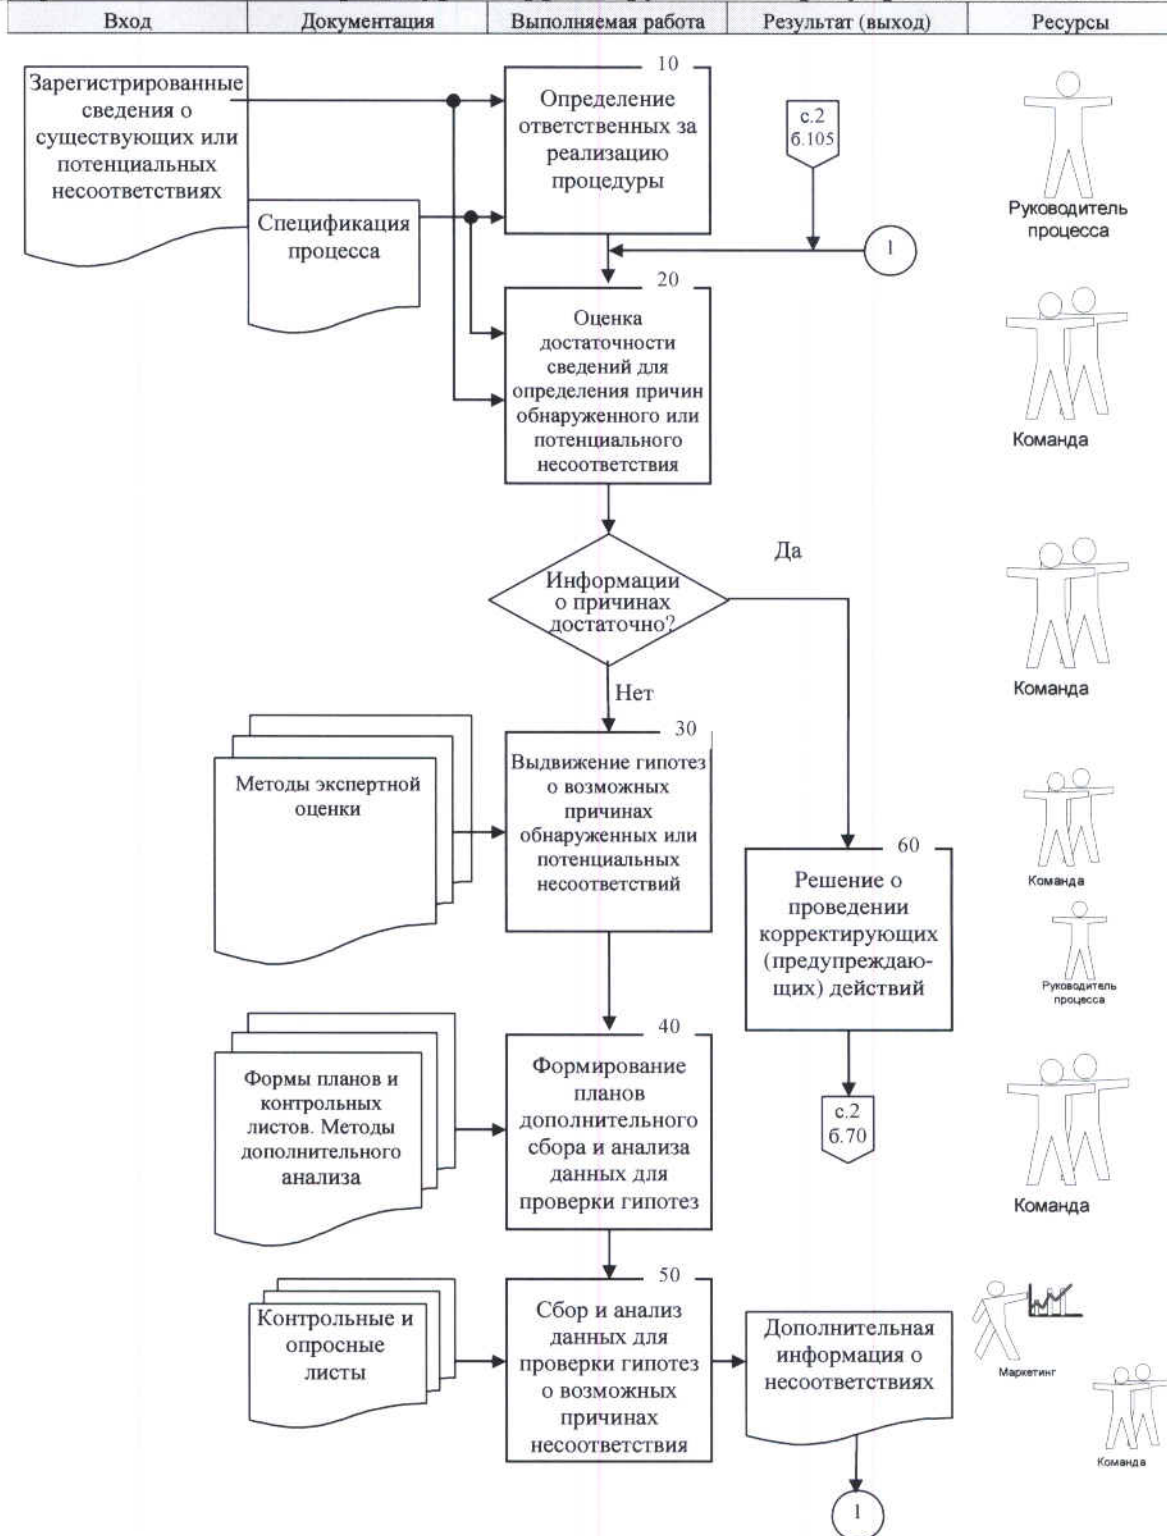 Вход
Документация
Выполняемая работа
Результат (выход)
Ресурсы
Зарегистрированные
сведения о
существующих или
потенциальных
несоответствиях
Спецификация
процесса
10
Определение
ответственных за
реализацию
процедуры
с.2
б.105
1
Руководитель
процесса
20
Оценка
достаточности
сведений для
определения причин
обнаруженного или
потенциального
несоответствия
Команда
Информации
о причинах
достаточно?
Да
Нет
Команда
Методы экспертной
оценки
30
Выдвижение гипотез
о возможных
причинах
обнаруженных или
потенциальных
несоответствий
60
Решение о
проведении
корректирующих
(предупреждаю-
щих) действий
Команда
Руководитель
процесса
Формы планов и
контрольных
листов. Методы
дополнительного
анализа
40
Формирование
планов
дополнительного
сбора и анализа
данных для
проверки гипотез
с.2
б.70
Команда
Контрольные и
опросные
листы
50
Сбор и анализ
данных для
проверки гипотез
о возможных
причинах
несоответствия
Дополнительная
информация о
несоответствиях
Маркетинг
Команда
1